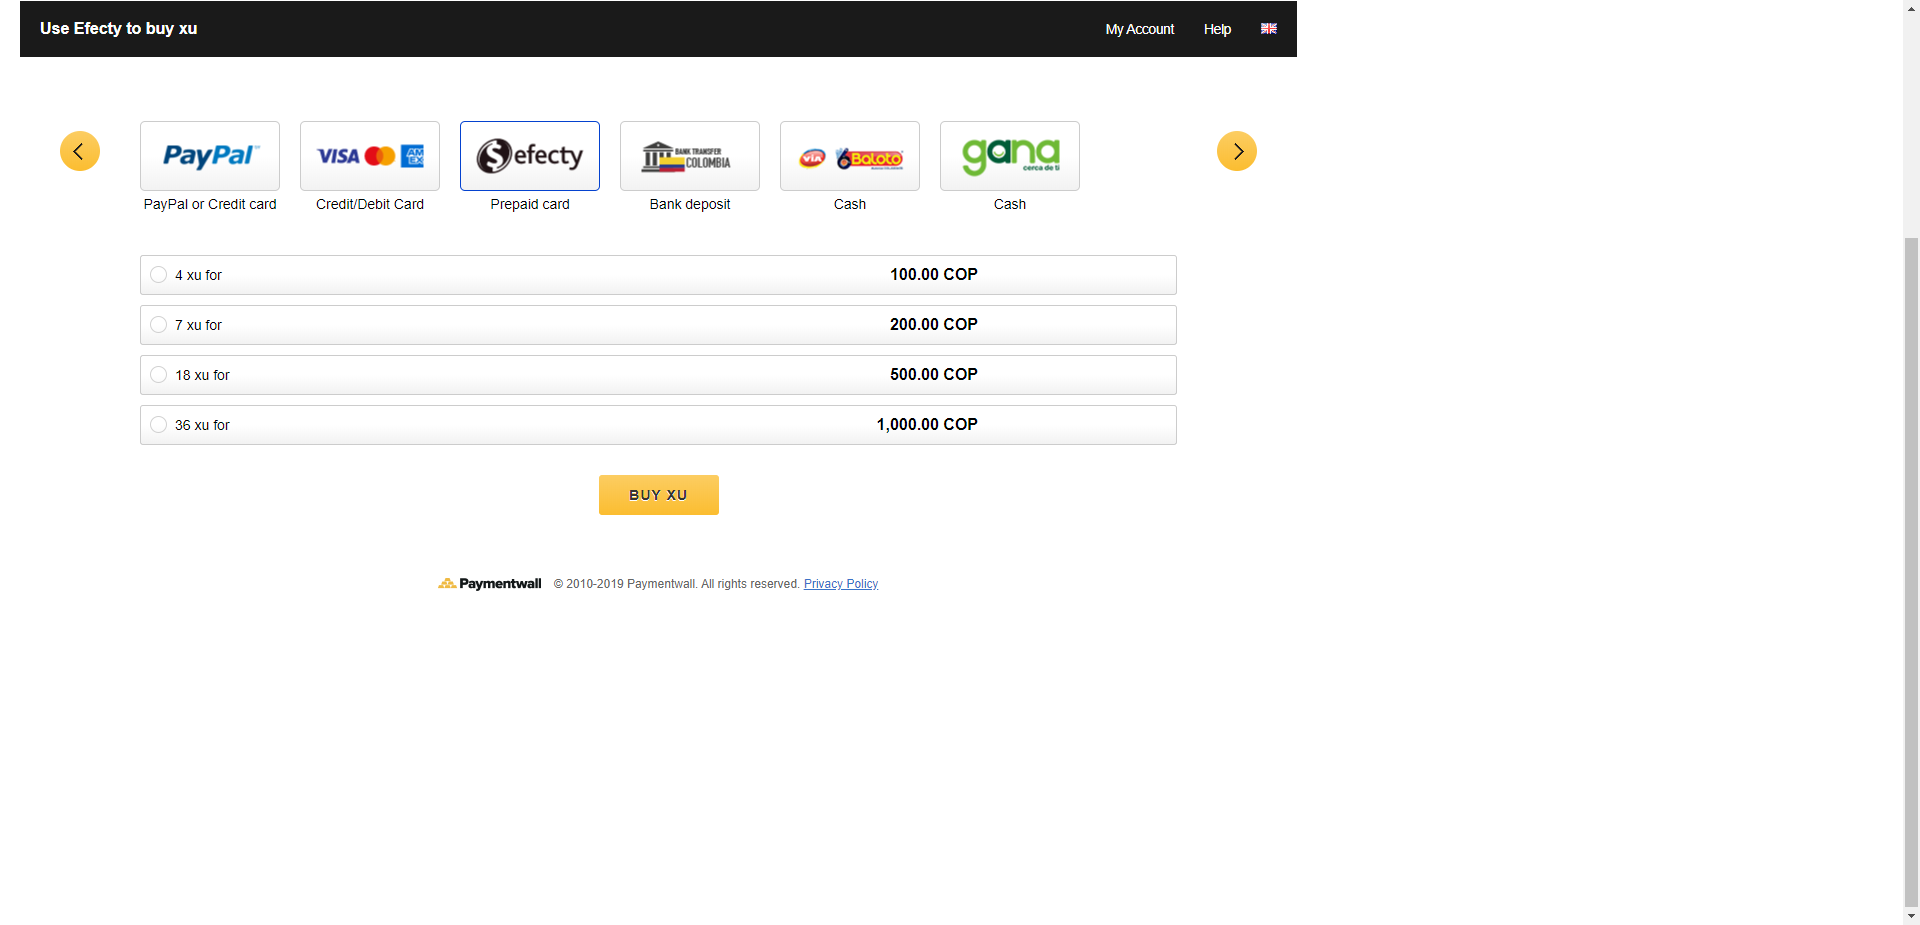 Use Efecty to buy xu
My Account
Help
PayPal
VISA
AM EX
efecty
BANK TRANSFER COLOMBIA
VIA
Baloto
gana
cerca de ti
PayPal or Credit card
Credit/Debit Card
Prepaid card
Bank deposit
Cash
Cash
4 xu for 100.00 COP
7 xu for 200.00 COP
18 xu for 500.00 COP
36 xu for 1,000.00 COP
BUY XU
Paymentwall © 2010-2019 Paymentwall. All rights reserved. Privacy Policy